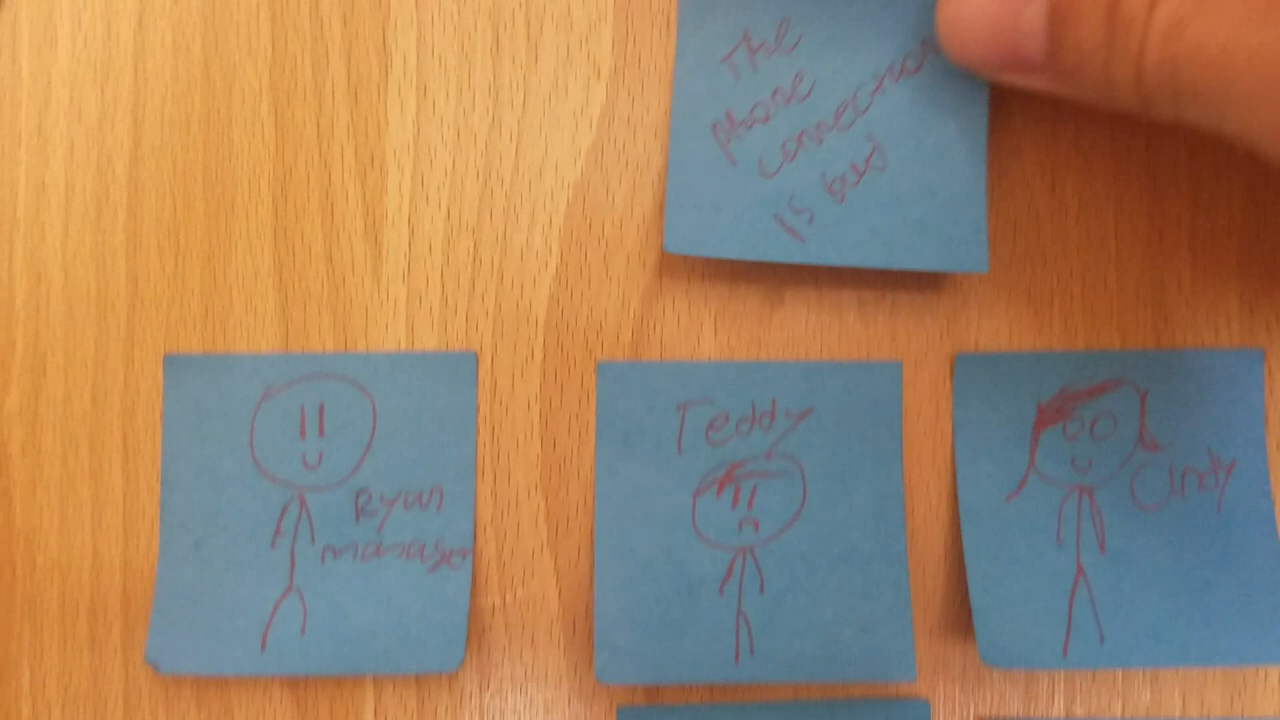 The
phone
connection
is bad
Ryan
manager
Teddy
Cindy